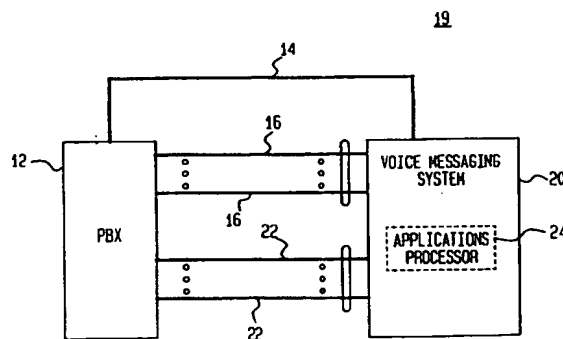 19
14
12
16
16
PBX
VOICE MESSAGING
SYSTEM
20
APPLICATIONS
PROCESSOR
24
22
22